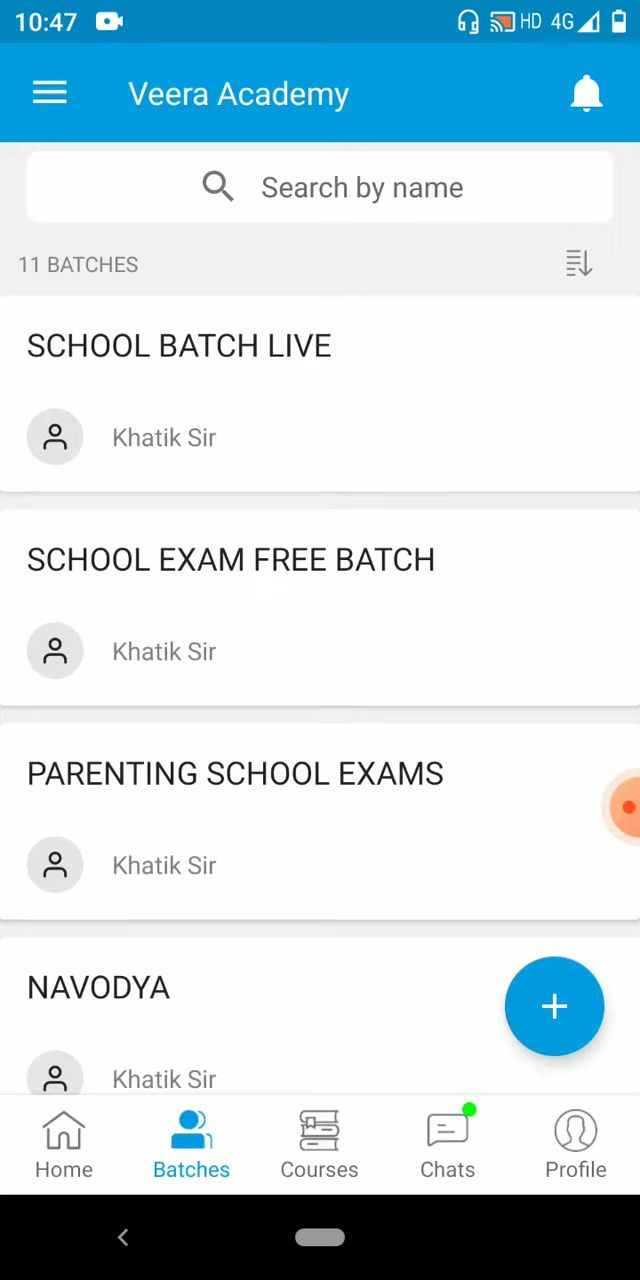 10:47 HD 4G
Veera Academy
Search by name
11 BATCHES
SCHOOL BATCH LIVE
Khatik Sir
SCHOOL EXAM FREE BATCH
Khatik Sir
PARENTING SCHOOL EXAMS
Khatik Sir
NAVODYA
Khatik Sir
Home Batches Courses Chats Profile